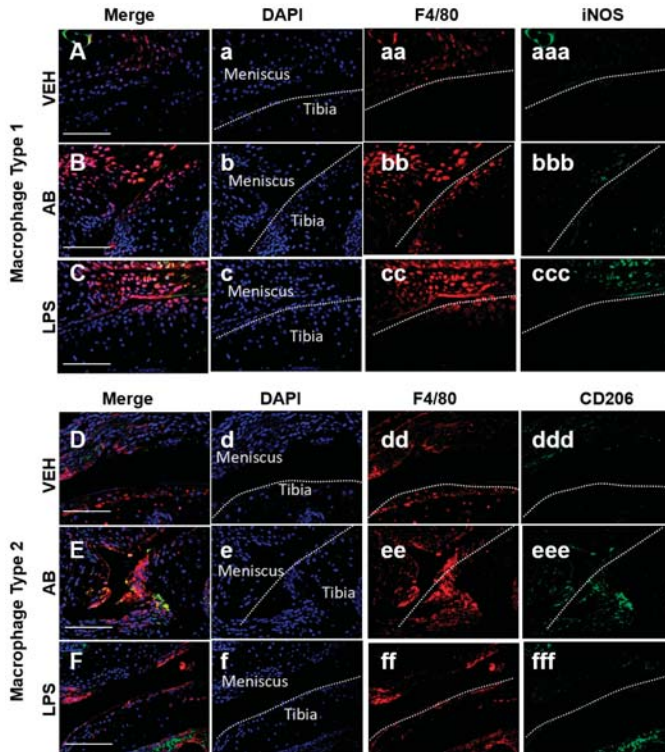 Merge DAPI F4/80 iNOS
Macrophage Type 1
VEH
A a aa aaa
Meniscus
Tibia
AB
B b bb bbb
Meniscus
Tibia
LPS
C c cc ccc
Meniscus
Tibia
Merge DAPI F4/80 CD206
Macrophage Type 2
VEH
D d dd ddd
Meniscus
Tibia
AB
E e ee eee
Meniscus
Tibia
LPS
F f ff fff
Meniscus
Tibia